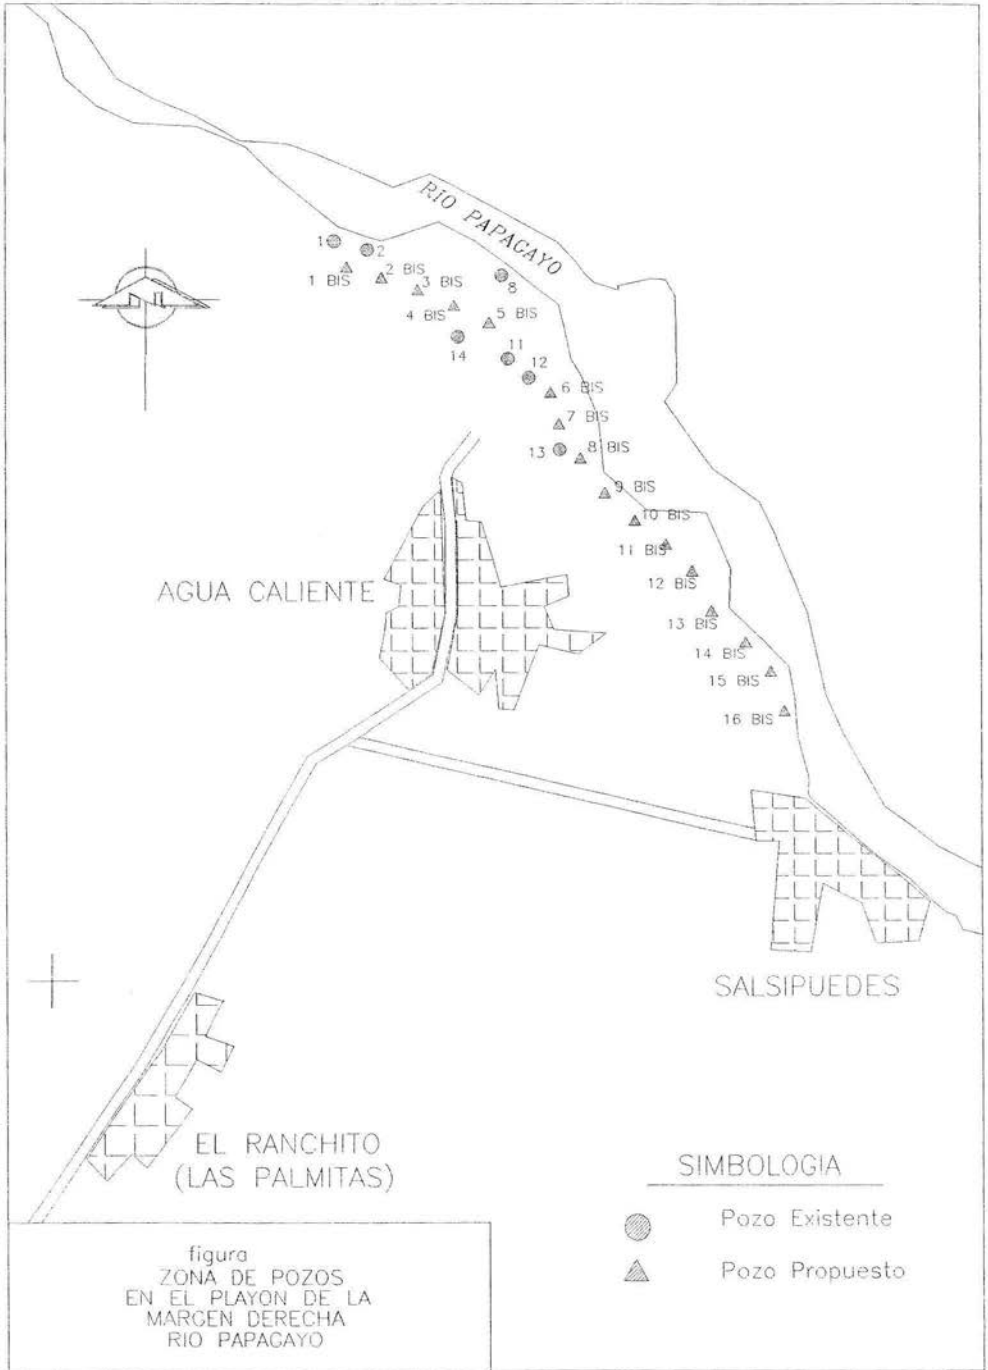 RIO PAPAGAYO
1
2
8
1 BIS
2 BIS
3 BIS
4 BIS
5 BIS
14
11
12
6 BIS
7 BIS
13
8 BIS
9 BIS
10 BIS
11 BIS
12 BIS
13 BIS
14 BIS
15 BIS
16 BIS
AGUA CALIENTE
SALSIPUEDES
EL RANCHITO
(LAS PALMITAS)
SIMBOLOGIA
Pozo Existente
Pozo Propuesto
figura
ZONA DE POZOS
EN EL PLAYON DE LA
MARGEN DERECHA
RIO PAPAGAYO